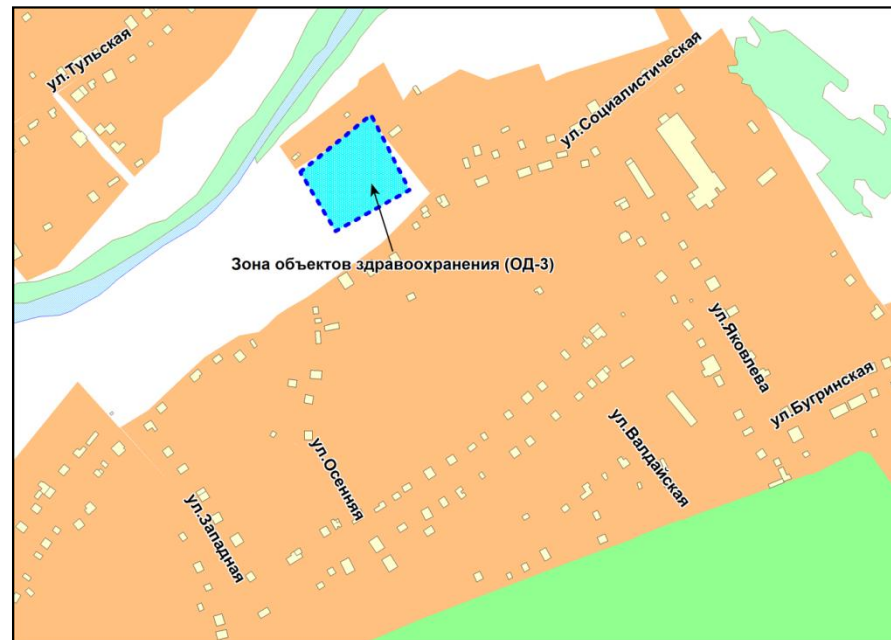 ул.Тульская
ул.Социалистическая
Зона объектов здравоохранения (ОД-3)
ул.Яковлева
ул.Бугринская
ул.Валдайская
ул.Осенняя
ул.Западная